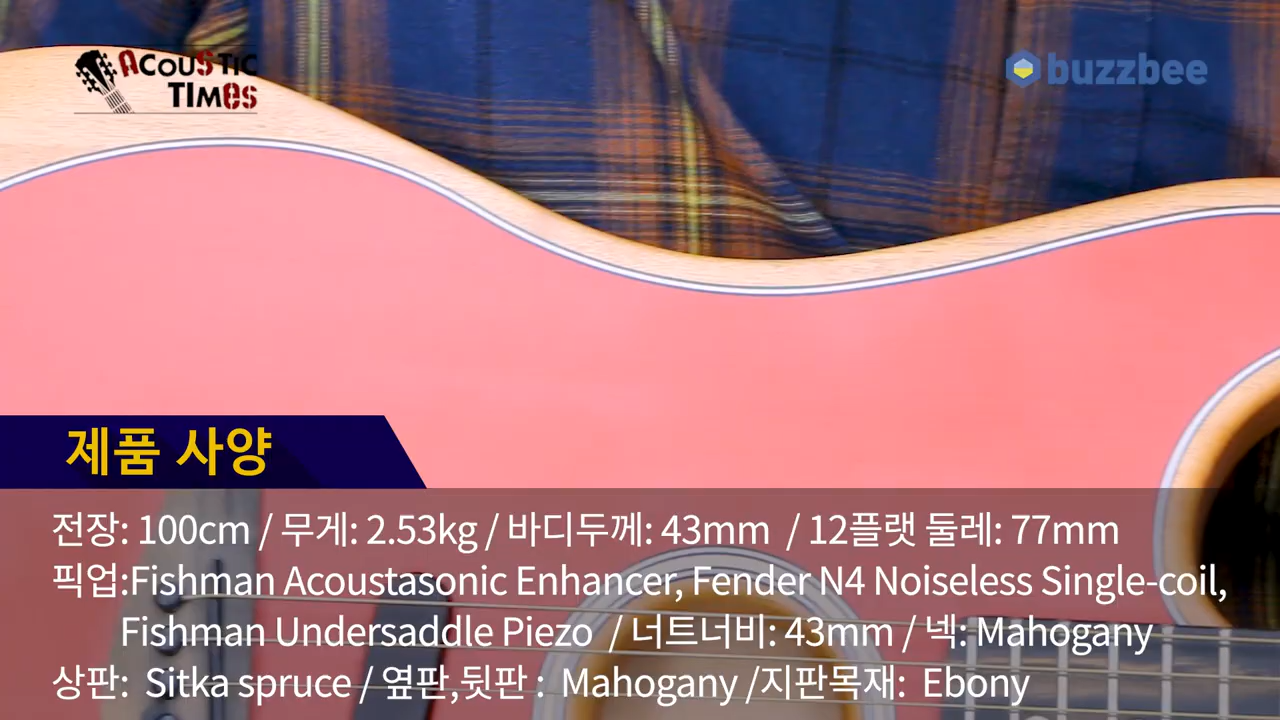 ACOUSTIC
TIMES
buzzbee
제품 사양
전장: 100cm / 무게: 2.53kg / 바디두께: 43mm / 12플랫 둘레: 77mm
픽업:Fishman Acoustasonic Enhancer, Fender N4 Noiseless Single-coil,
Fishman Undersaddle Piezo / 너트너비: 43mm / 넥: Mahogany
상판: Sitka spruce / 옆판,뒷판 : Mahogany /지판목재: Ebony